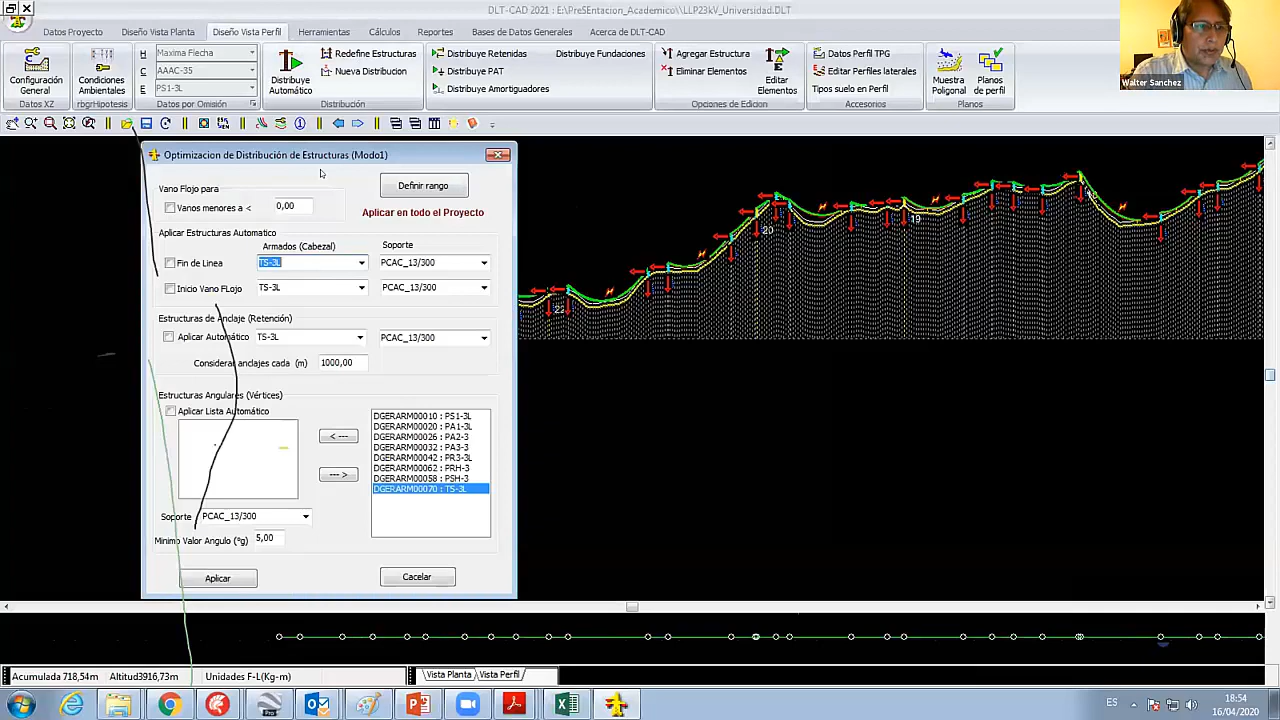 DLT-CAD 2021 : E:\PreSEntacion_Academico\\LLP23kV_Universidad.DLT
Datos Proyecto
Diseño Vista Planta
Diseño Vista Perfil
Herramientas
Cálculos
Reportes
Bases de Datos Generales
Acerca de DLT-CAD
Configuración General
Datos XZ
Condiciones Ambientales
rbgrHipotesis
H Maxima Flecha
C AAAC-35
E PS1-3L
Datos por Omisión
Distribuye Automático
Redefine Estructuras
Nueva Distribución
Distribución
Distribuye Retenidas
Distribuye Fundaciones
Distribuye PAT
Distribuye Amortiguadores
Agregar Estructura
Eliminar Elementos
Editar Elementos
Opciones de Edicion
Datos Perfil TPG
Editar Perfiles laterales
Tipos suelo en Perfil
Accesorios
Muestra Poligonal
Planos de perfil
Planos
Walter Sanchez
Optimizacion de Distribución de Estructuras (Modo1)
Vano Flojo para
Vanos menores a <
0,00
Definir rango
Aplicar en todo el Proyecto
Aplicar Estructuras Automatico
Armados (Cabezal)
Soporte
Fin de Linea
TS-3L
PCAC_13/300
Inicio Vano FLojo
TS-3L
PCAC_13/300
Estructuras de Anclaje (Retención)
Aplicar Automático
TS-3L
PCAC_13/300
Considerar anclajes cada (m)
1000,00
Estructuras Angulares (Vértices)
Aplicar Lista Automático
< ---
--- >
DGERARM00010 : PS1-3L
DGERARM00020 : PA1-3L
DGERARM00026 : PA2-3
DGERARM00032 : PA3-3
DGERARM00042 : PR3-3L
DGERARM00062 : PRH-3
DGERARM00058 : PSH-3
DGERARM00070 : TS-3L
Soporte
PCAC_13/300
Minimo Valor Angulo (ºg)
5,00
Aplicar
Cacelar
20
19
Acumulada 718,54m
Altitud3916,73m
Unidades F-L(Kg-m)
Vista Planta
Vista Perfil
ES
18:54
16/04/2020